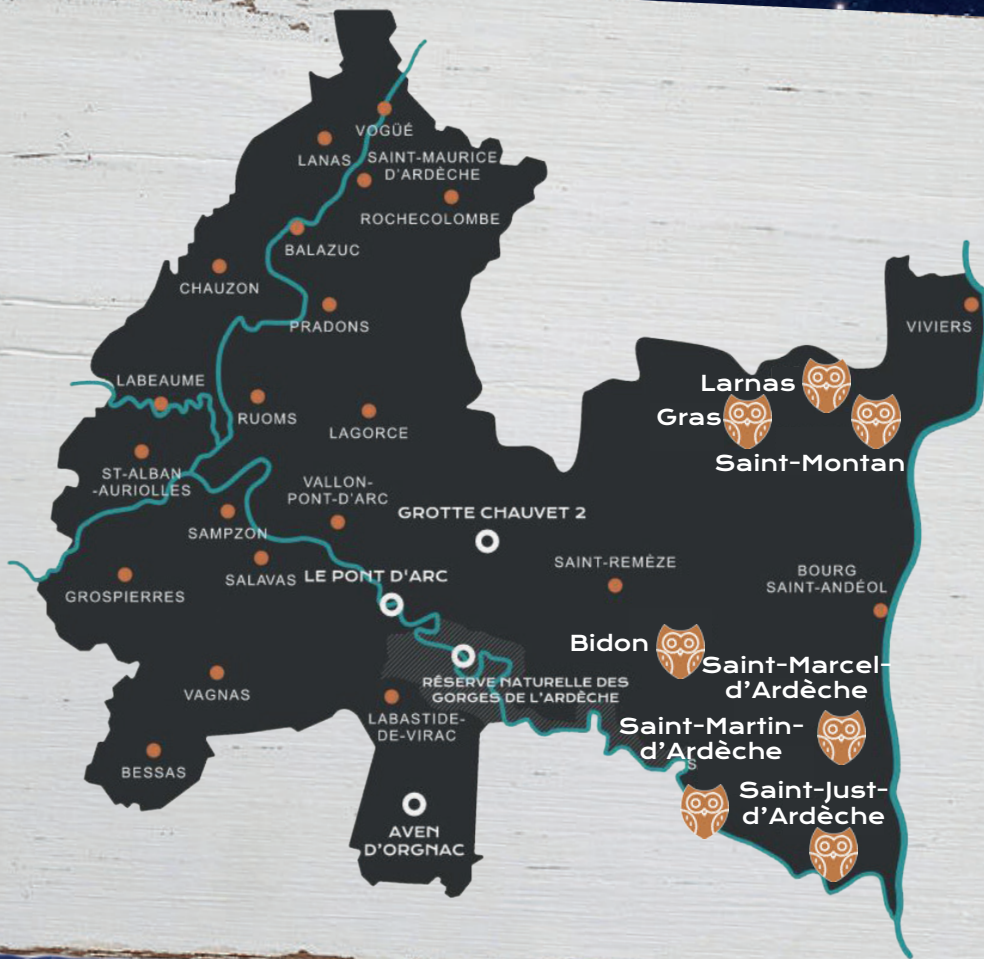 VOGÜÉ
LANAS
SAINT-MAURICE
D'ARDÈCHE
ROCHECOLOMBE
BALAZUC
CHAUZON
PRADONS
VIVIERS
LABEAUME
Larnas
Gras
RUOMS
LAGORCE
Saint-Montan
ST-ALBAN
-AURIOLLES
VALLON-
PONT-D'ARC
GROTTE CHAUVET 2
SAMPZON
SAINT-REMÈZE
BOURG
SAINT-ANDÉOL
SALAVAS
LE PONT D'ARC
GROSPIERRES
Bidon
Saint-Marcel-
d'Ardèche
RÉSERVE NATURELLE DES
GORGES DE L'ARDÈCHE
VAGNAS
LABASTIDE-
DE-VIRAC
Saint-Martin-
d'Ardèche
S
BESSAS
Saint-Just-
d'Ardèche
AVEN
D'ORGNAC